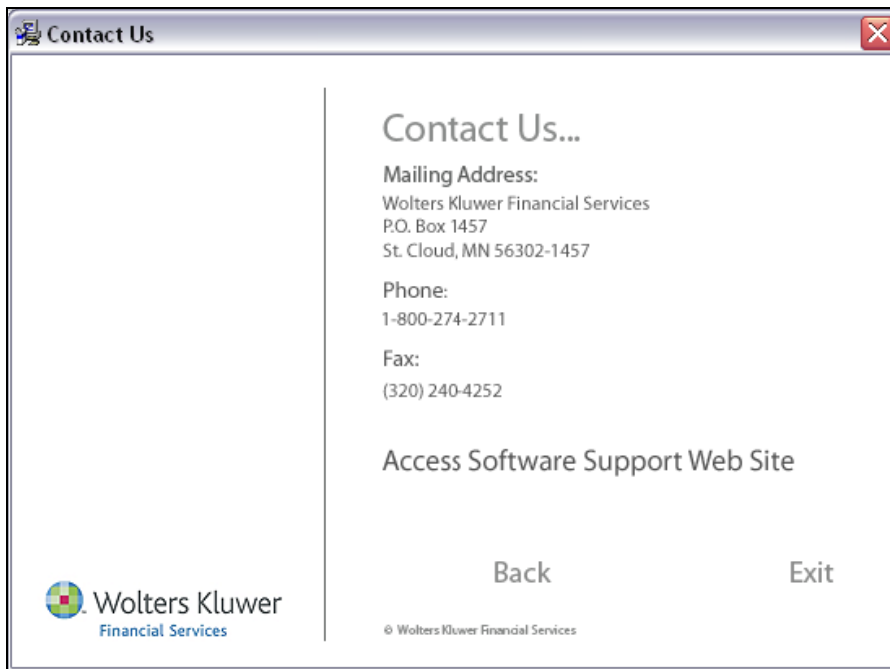 Contact Us
Contact Us...
Mailing Address:
Wolters Kluwer Financial Services
P.O. Box 1457
St. Cloud, MN 56302-1457
Phone:
1-800-274-2711
Fax:
(320) 240-4252
Access Software Support Web Site
Back
Exit
Wolters Kluwer
Financial Services
© Wolters Kluwer Financial Services